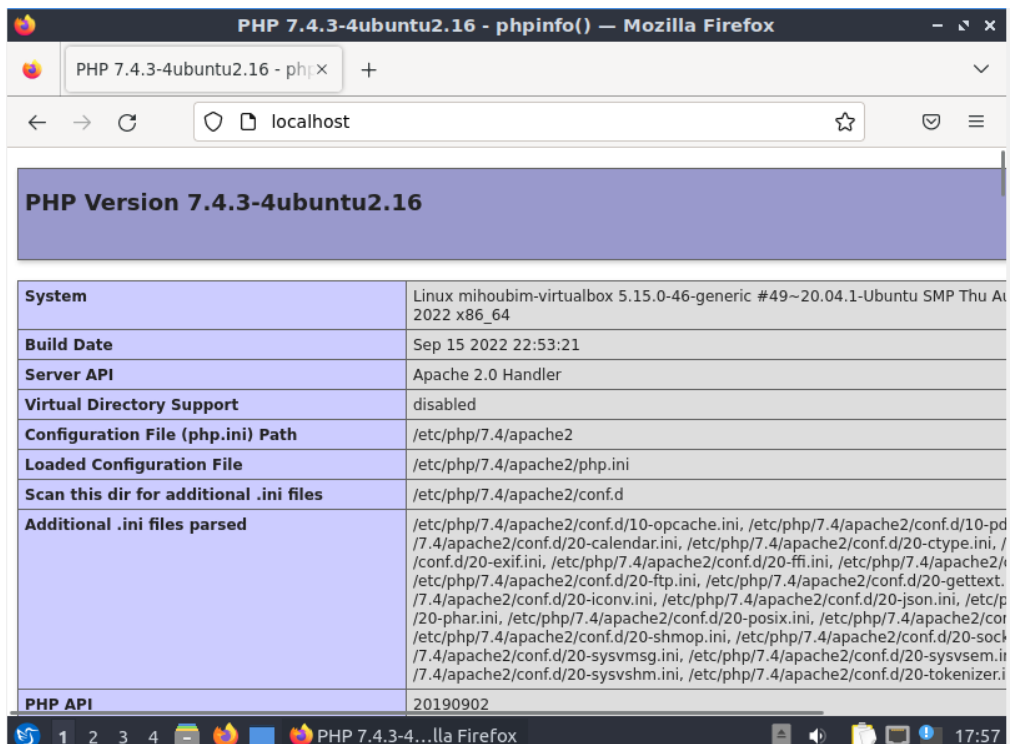 PHP 7.4.3-4ubuntu2.16 - phpinfo() — Mozilla Firefox
PHP 7.4.3-4ubuntu2.16 - php
localhost
PHP Version 7.4.3-4ubuntu2.16
System Linux mihoubim-virtualbox 5.15.0-46-generic #49~20.04.1-Ubuntu SMP Thu
2022 x86_64
Build Date Sep 15 2022 22:53:21
Server API Apache 2.0 Handler
Virtual Directory Support disabled
Configuration File (php.ini) Path /etc/php/7.4/apache2
Loaded Configuration File /etc/php/7.4/apache2/php.ini
Scan this dir for additional .ini files /etc/php/7.4/apache2/conf.d
Additional .ini files parsed /etc/php/7.4/apache2/conf.d/10-opcache.ini, /etc/php/7.4/apache2/conf.d/10-pd
/7.4/apache2/conf.d/20-calendar.ini, /etc/php/7.4/apache2/conf.d/20-ctype.ini, /
/conf.d/20-exif.ini, /etc/php/7.4/apache2/conf.d/20-ffi.ini, /etc/php/7.4/apache2/
/etc/php/7.4/apache2/conf.d/20-ftp.ini, /etc/php/7.4/apache2/conf.d/20-gettext.
/7.4/apache2/conf.d/20-iconv.ini, /etc/php/7.4/apache2/conf.d/20-json.ini, /etc/p
/20-phar.ini, /etc/php/7.4/apache2/conf.d/20-posix.ini, /etc/php/7.4/apache2/con
/etc/php/7.4/apache2/conf.d/20-shmop.ini, /etc/php/7.4/apache2/conf.d/20-sock
/7.4/apache2/conf.d/20-sysvmsg.ini, /etc/php/7.4/apache2/conf.d/20-sysvsem.in
/7.4/apache2/conf.d/20-sysvshm.ini, /etc/php/7.4/apache2/conf.d/20-tokenizer.i
PHP API 20190902
1 2 3 4 PHP 7.4.3-4...lla Firefox 17:57